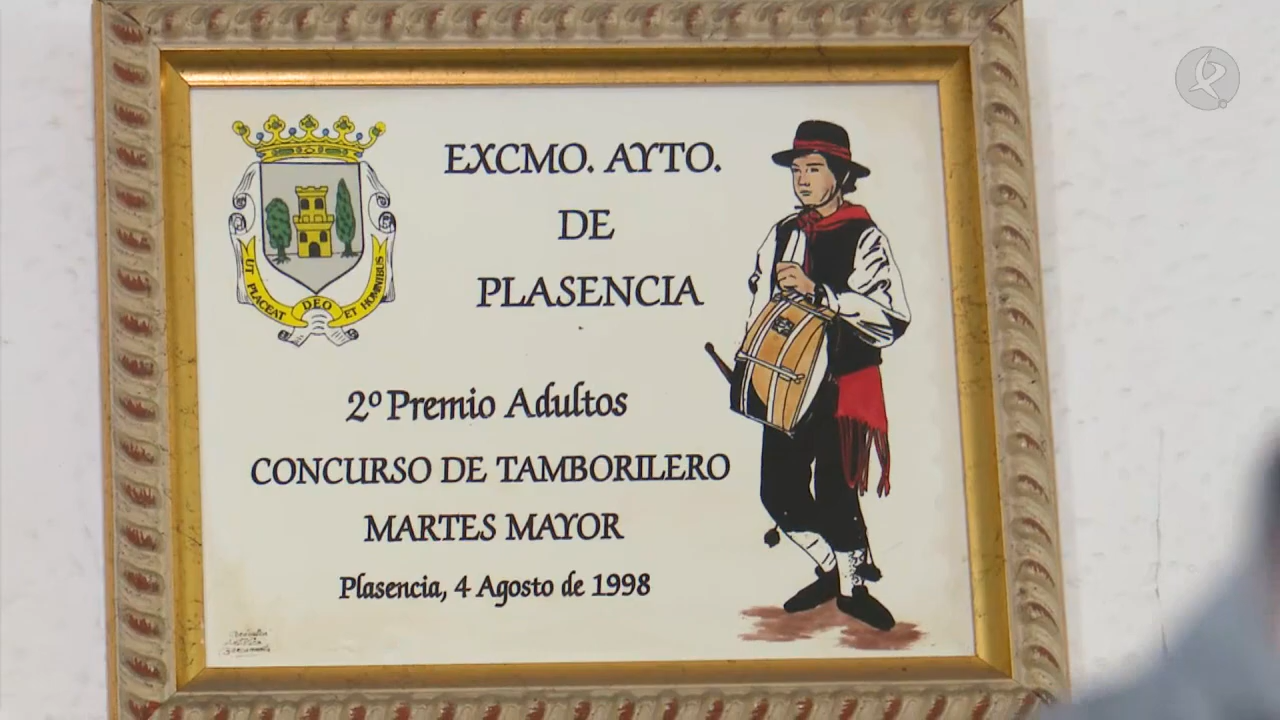 EXCMO. AYTO.
DE
PLASENCIA
UT PLACEAT DEO ET HOMINIBUS
2º Premio Adultos
CONCURSO DE TAMBORILERO
MARTES MAYOR
Plasencia, 4 Agosto de 1998